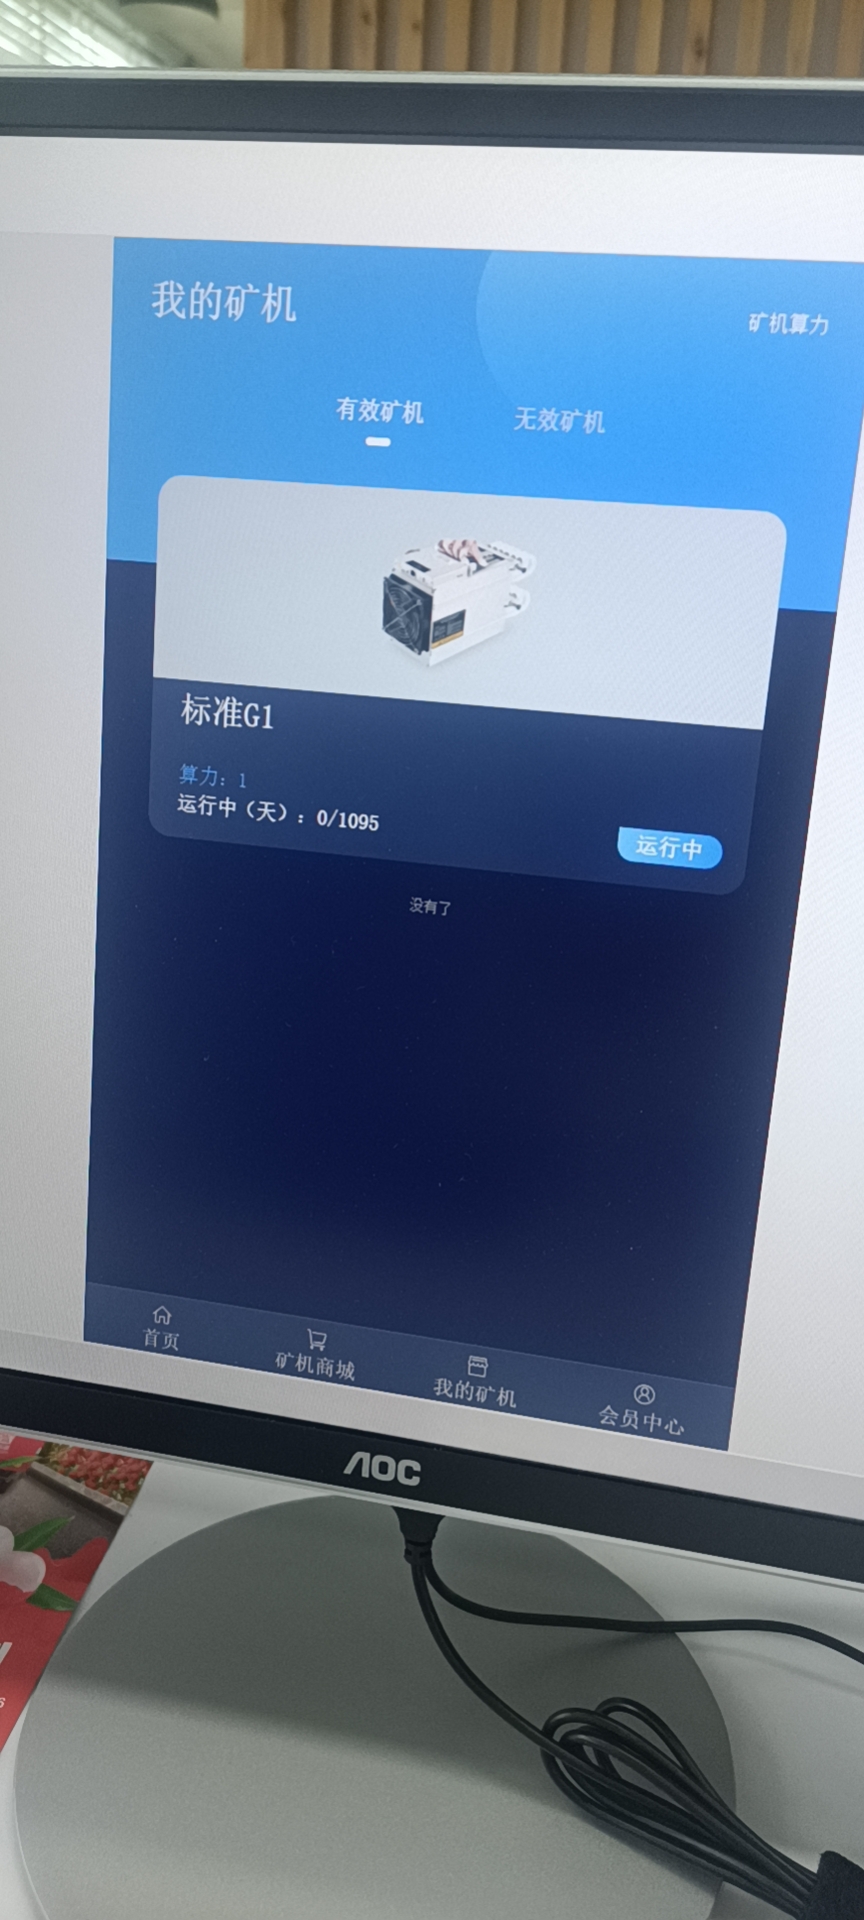 我的矿机
矿机算力
有效矿机
无效矿机
标准G1
算力：1
运行中（天）：0/1095
运行中
没有了
首页
矿机商城
我的矿机
会员中心
AOC